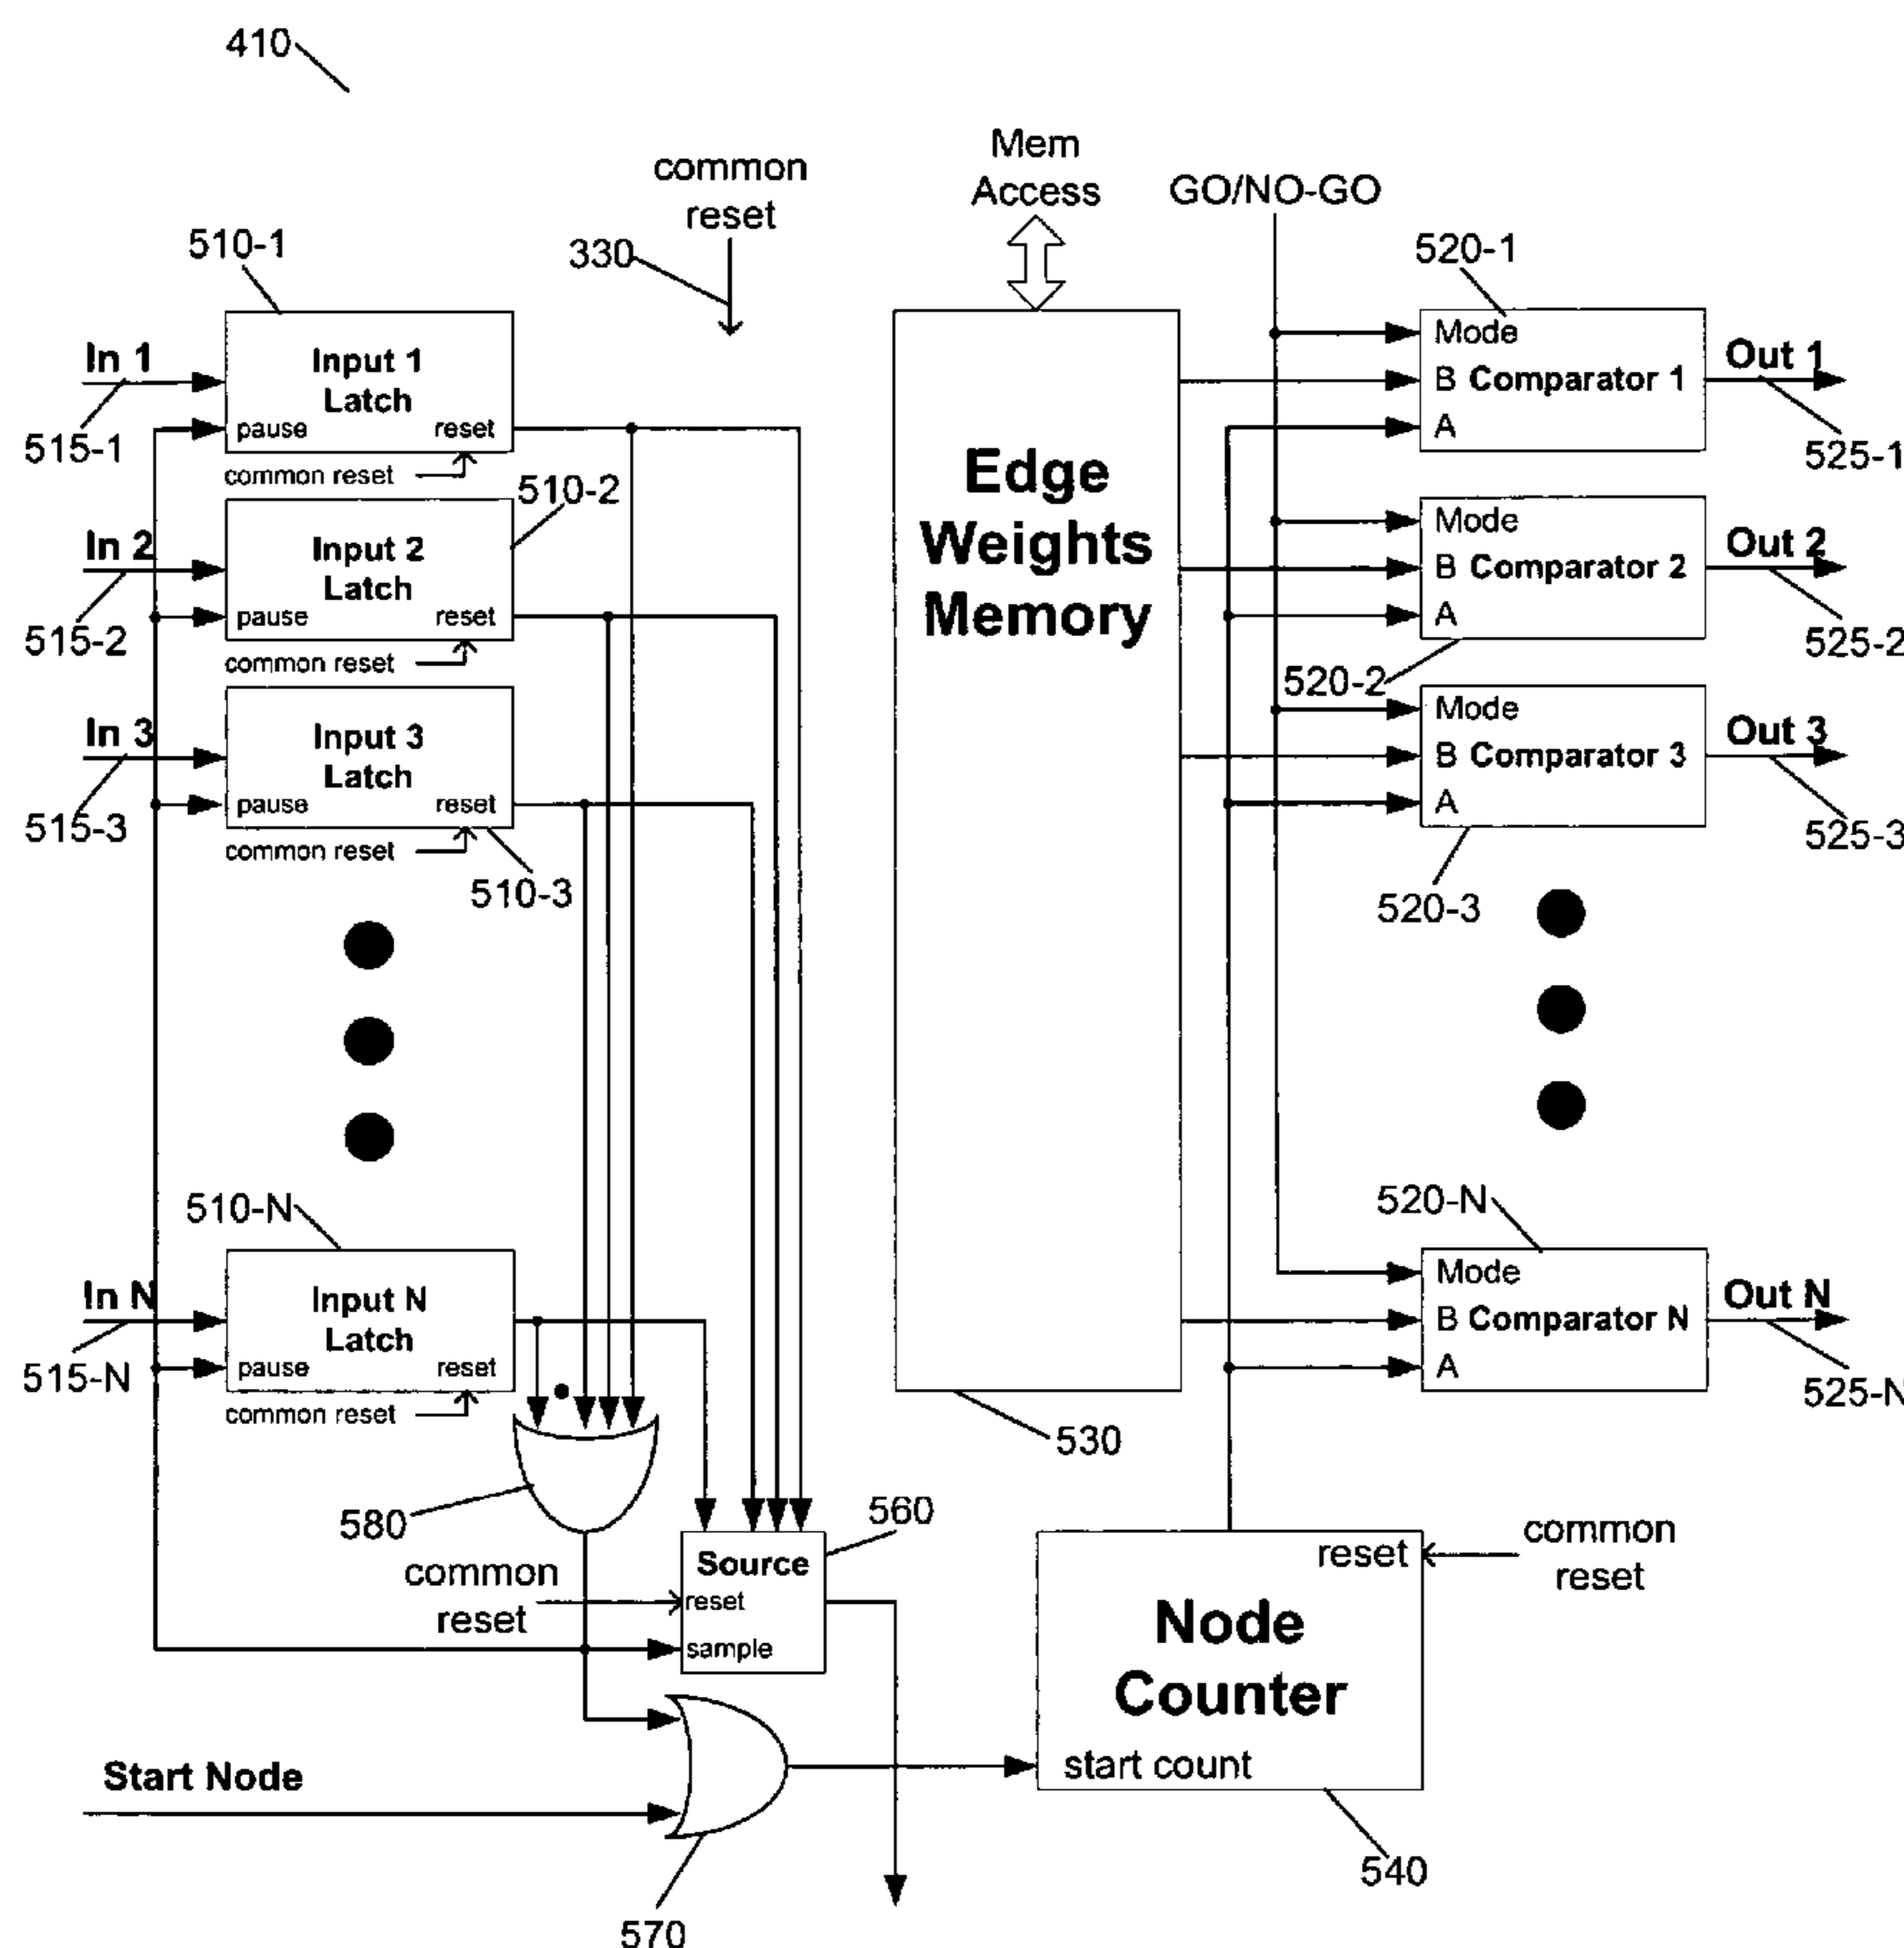 410
common
reset
330
Mem
Access
GO/NO-GO
510-1
In 1
515-1
Input 1
Latch
pause
reset
common reset
510-2
In 2
515-2
Input 2
Latch
pause
reset
common reset
In 3
515-3
Input 3
Latch
pause
reset
common reset
510-3
510-N
In N
515-N
Input N
Latch
pause
reset
common reset
Edge
Weights
Memory
530
520-1
Mode
B Comparator 1
A
Out 1
525-1
Mode
B Comparator 2
A
Out 2
525-2
520-2
Mode
B Comparator 3
A
Out 3
525-3
520-3
520-N
Mode
B Comparator N
A
Out N
525-N
580
common
reset
560
Source
reset
sample
common
reset
reset
Node
Counter
start count
540
Start Node
570